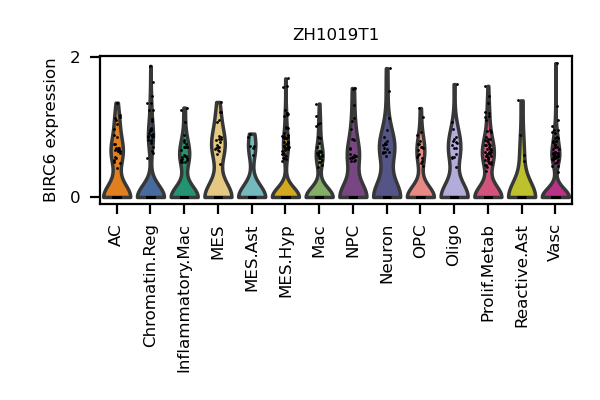 ZH1019T1
BIRC6 expression
2
0
AC
Chromatin.Reg
Inflammatory.Mac
MES
MES.Ast
MES.Hyp
Mac
NPC
Neuron
OPC
Oligo
Prolif.Metab
Reactive.Ast
Vasc